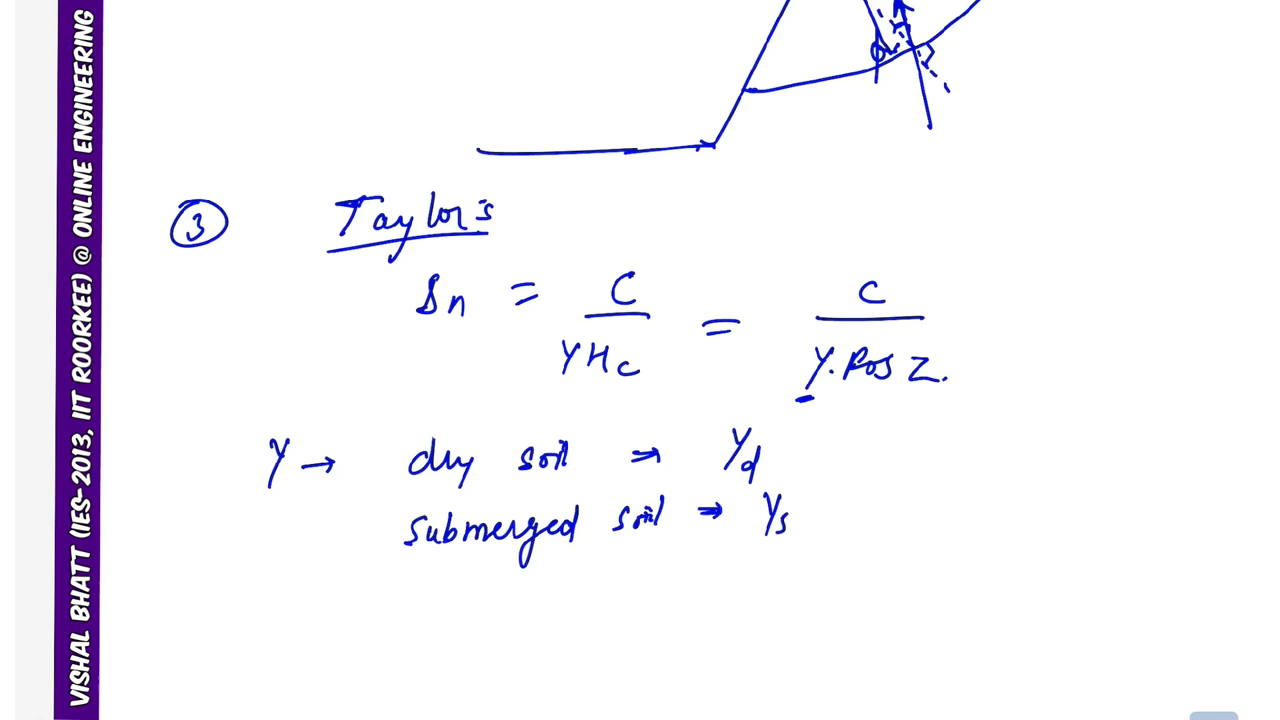 VISHAL BHATT (IES-2013, IIT ROORKEE) @ ONLINE ENGINEERING
φ
③ Taylor's
Sn = C / γHc = C / γ. FOS Z.
γ → dry soil ⇒ γd
submerged soil ⇒ γs